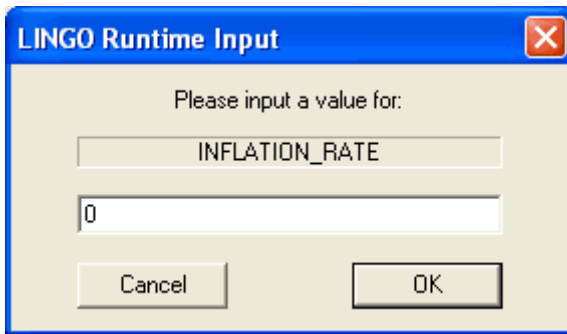 LINGO Runtime Input
Please input a value for:
INFLATION_RATE
0
Cancel OK